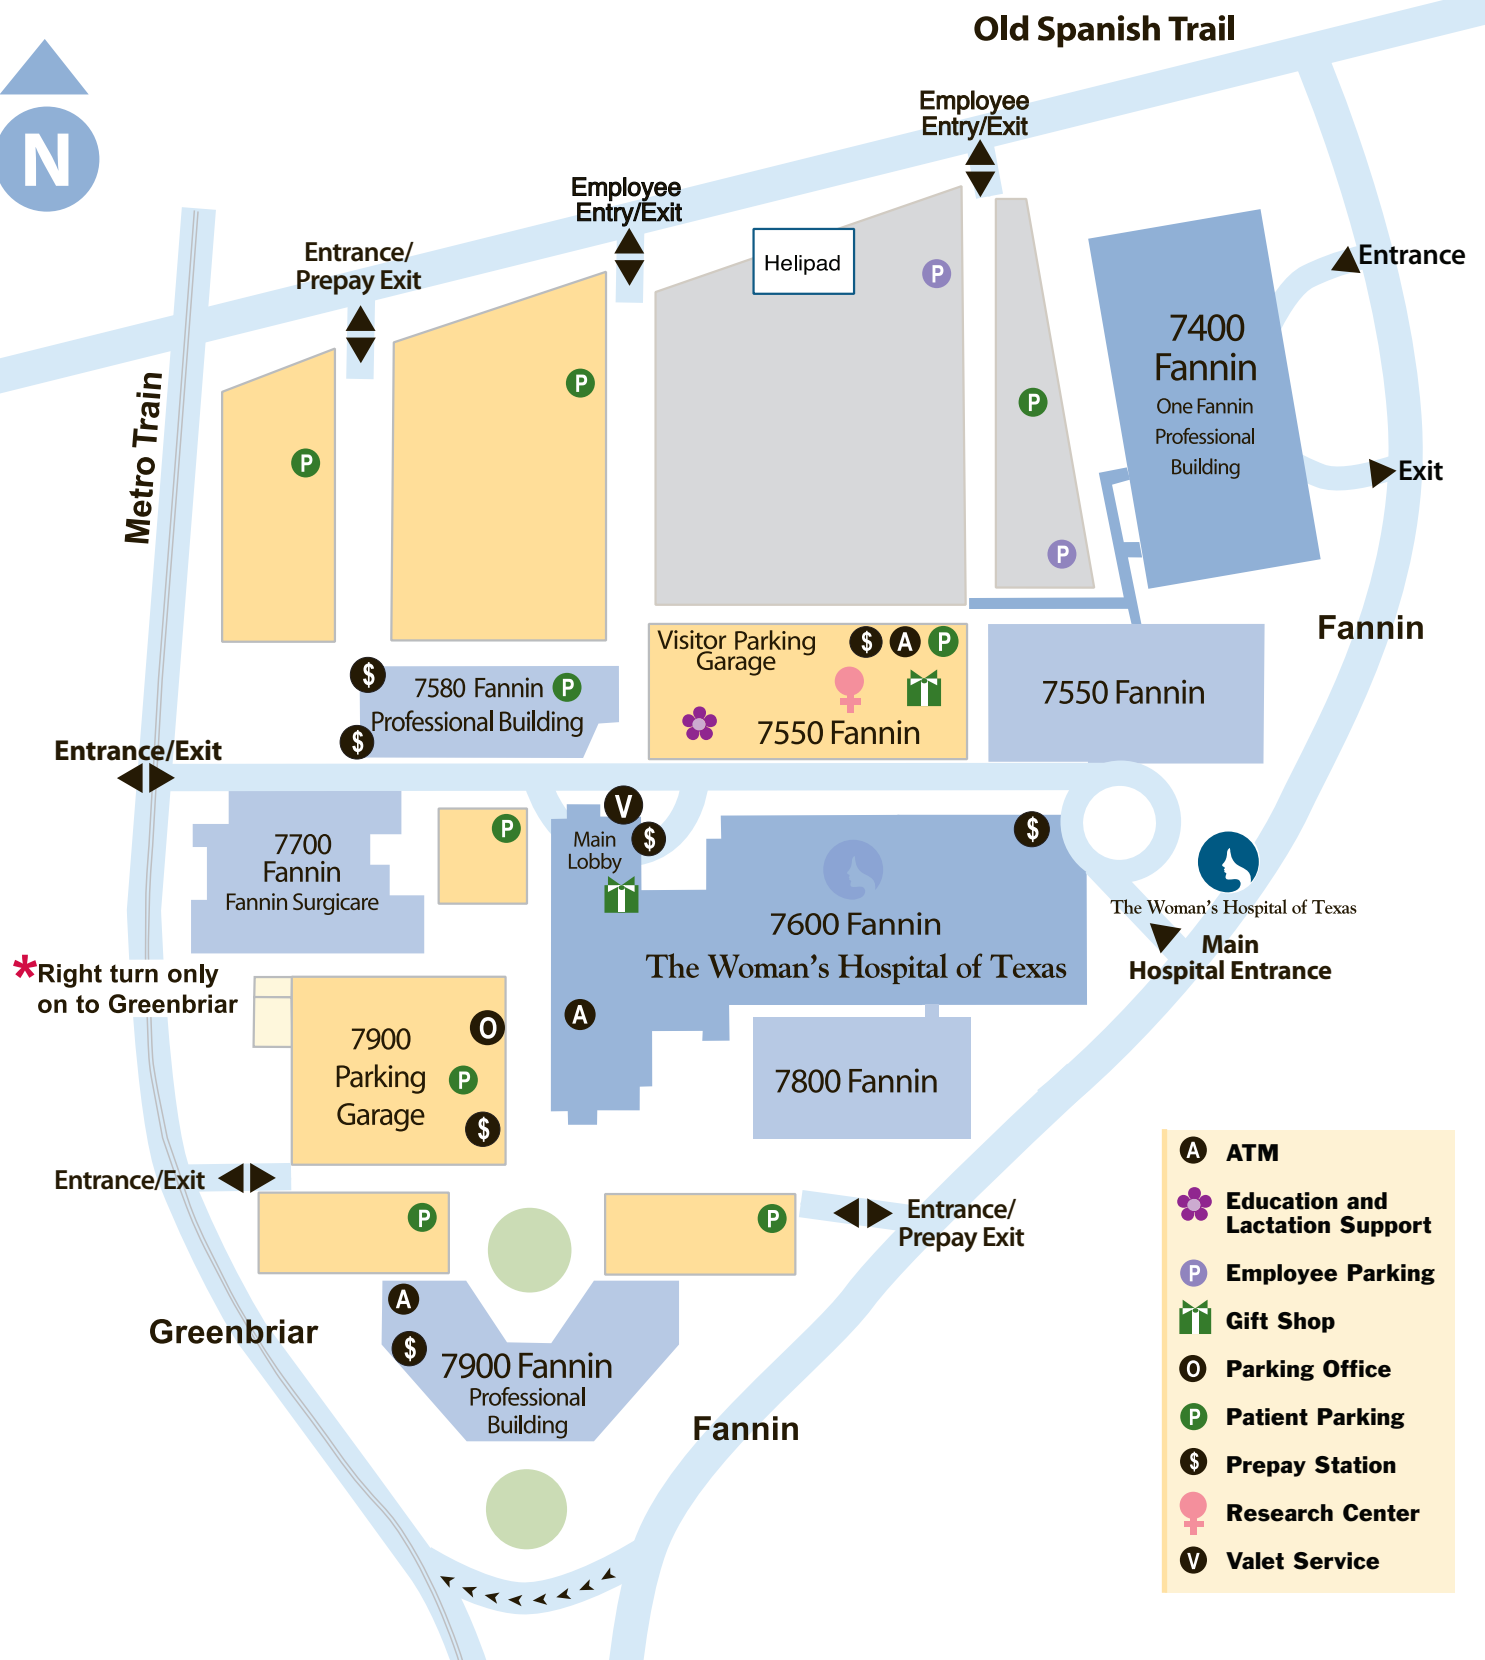 Old Spanish Trail
N
Employee
Entry/Exit
Employee
Entry/Exit
Entrance/
Prepay Exit
Helipad
P
Entrance
7400
Fannin
One Fannin
Professional
Building
P
P
P
Metro Train
Exit
P
Fannin
Visitor Parking
Garage
$ A P
7550 Fannin
$
7580 Fannin P
Professional Building
$
7550 Fannin
Entrance/Exit
7700
Fannin
Fannin Surgicare
P
V
$
Main
Lobby
$
7600 Fannin
The Woman's Hospital of Texas
A
The Woman's Hospital of Texas
Main
Hospital Entrance
*Right turn only
on to Greenbriar
7900
Parking
Garage
O
P
$
7800 Fannin
Entrance/Exit
P
P
Entrance/
Prepay Exit
Greenbriar
A
$
7900 Fannin
Professional
Building
Fannin
A ATM
Education and
Lactation Support
P Employee Parking
Gift Shop
O Parking Office
P Patient Parking
$ Prepay Station
Research Center
V Valet Service